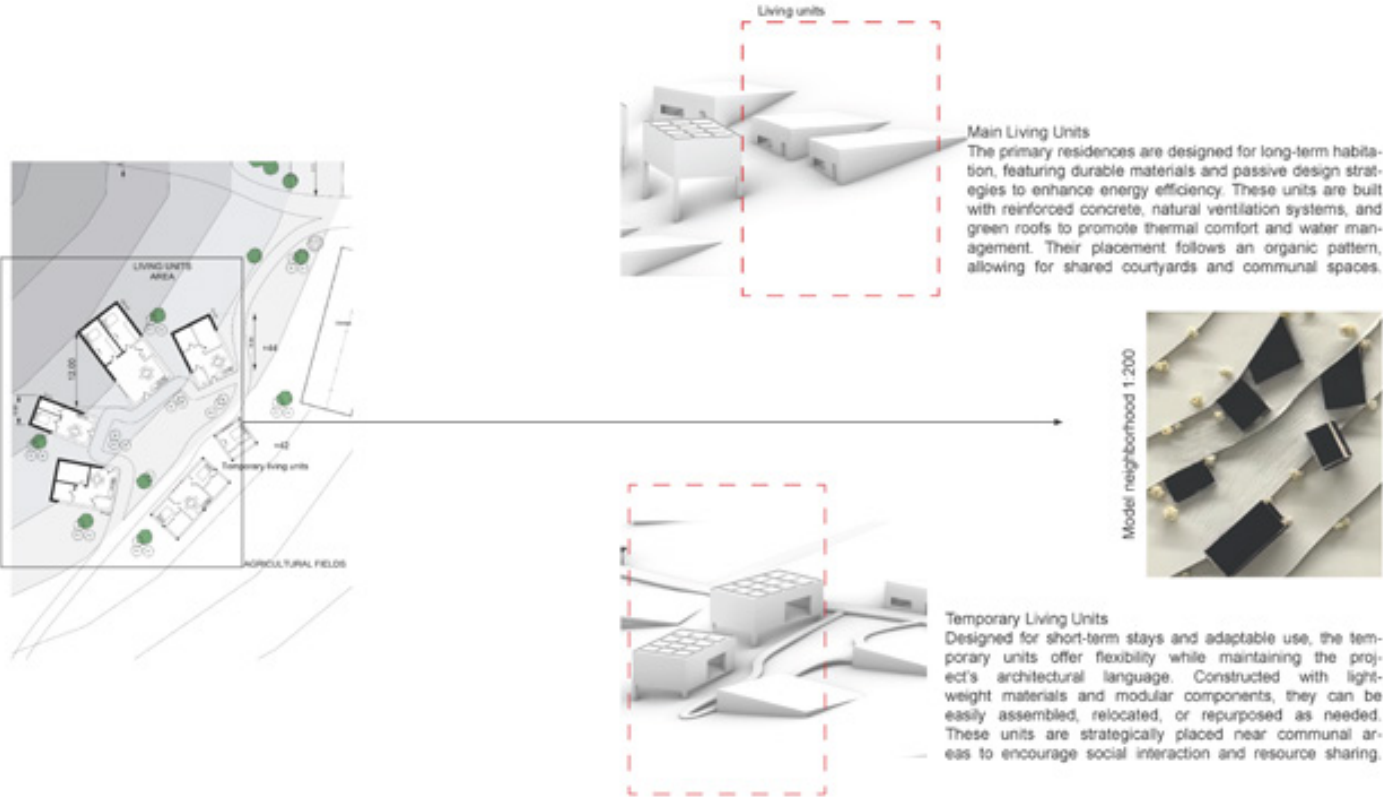 Living units
Main Living Units
The primary residences are designed for long-term habita-
tion, featuring durable materials and passive design strat-
egies to enhance energy efficiency. These units are built
with reinforced concrete, natural ventilation systems, and
green roofs to promote thermal comfort and water man-
agement. Their placement follows an organic pattern,
allowing for shared courtyards and communal spaces.
LIVING UNITS
AREA
12.00
+44
+42
Temporary living units
AGRICULTURAL FIELDS
Model neighborhood 1:200
Temporary Living Units
Designed for short-term stays and adaptable use, the tem-
porary units offer flexibility while maintaining the proj-
ect's architectural language. Constructed with light-
weight materials and modular components, they can be
easily assembled, relocated, or repurposed as needed.
These units are strategically placed near communal ar-
eas to encourage social interaction and resource sharing.